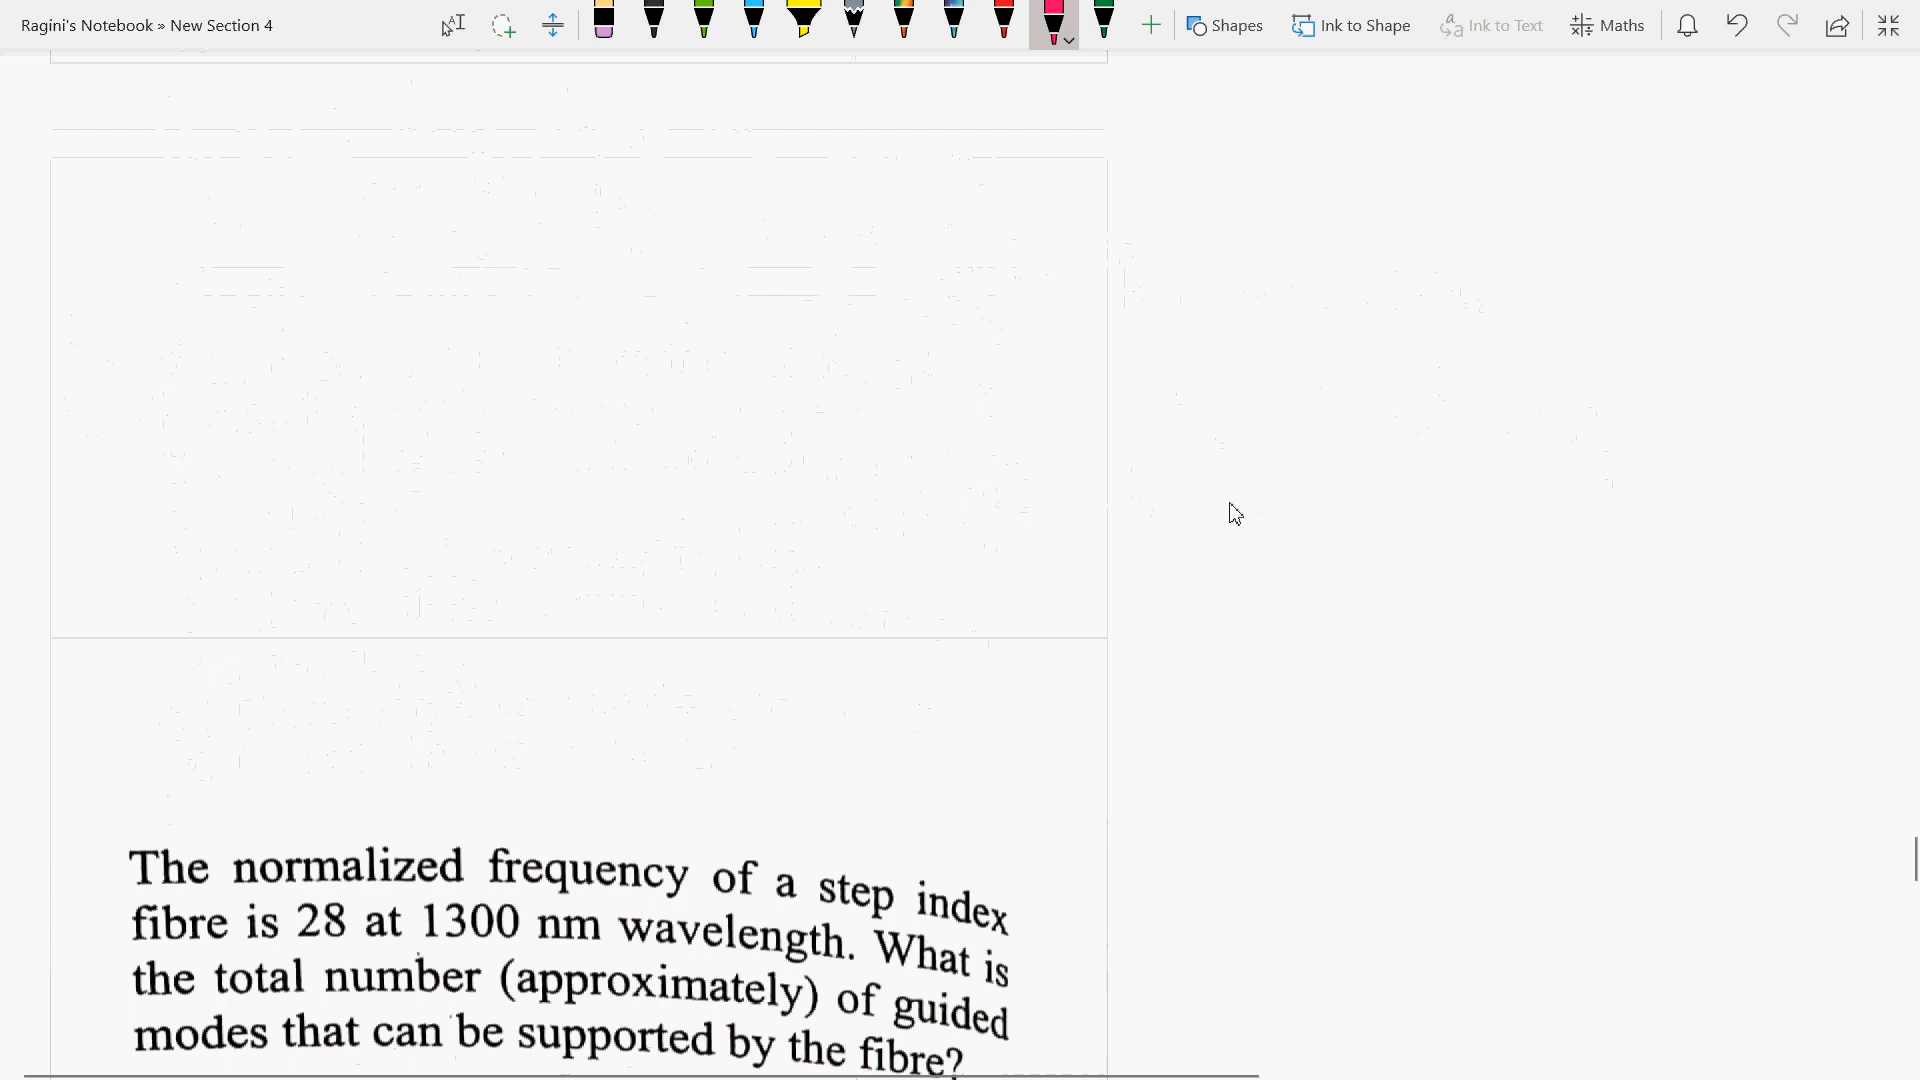 Ragini's Notebook » New Section 4
Shapes
Ink to Shape
Ink to Text
Maths
The normalized frequency of a step index
fibre is 28 at 1300 nm wavelength. What is
the total number (approximately) of guided
modes that can be supported by the fibre?